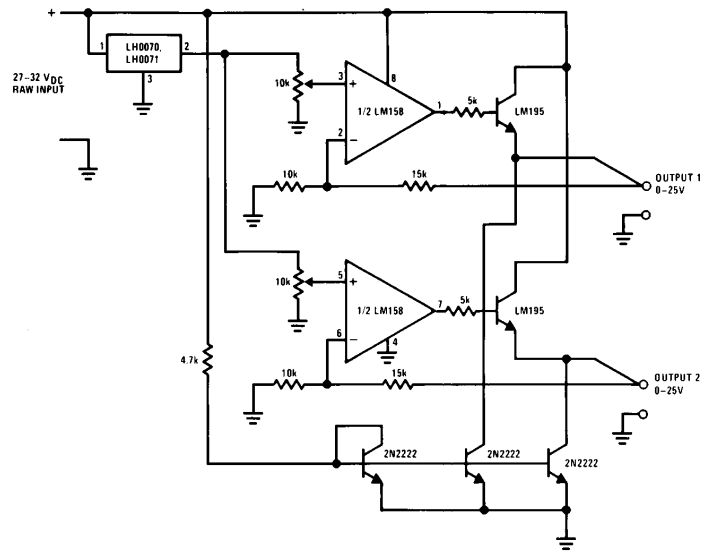 +
1
LH0070,
LH0071
2
3
27–32 VDC
RAW INPUT
10k
3
+
8
1/2 LM158
1
5k
LM195
2
–
10k
15k
OUTPUT 1
0–25V
10k
5
+
1/2 LM158
7
5k
LM195
6
–
4
4.7k
10k
15k
OUTPUT 2
0–25V
2N2222
2N2222
2N2222